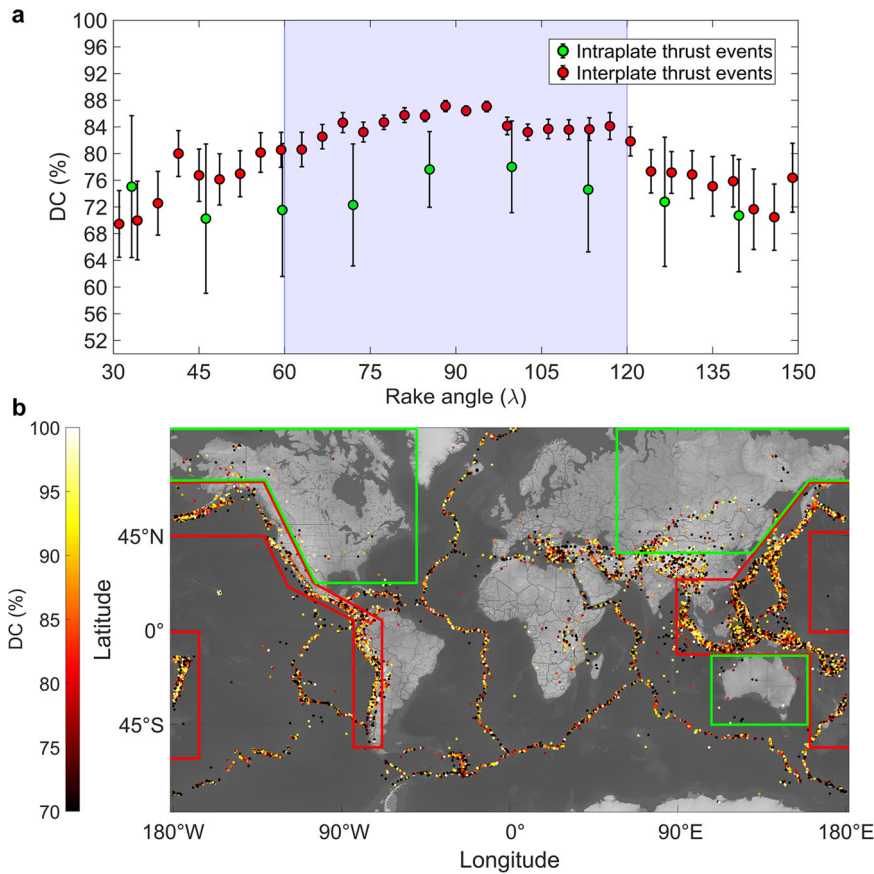 a
100
96
92
88
84
80
76
72
68
64
60
56
52
DC (%)
Intraplate thrust events
Interplate thrust events
30 45 60 75 90 105 120 135 150
Rake angle (λ)
b
100
95
90
85
80
75
70
DC (%)
Latitude
45°N
0°
45°S
180°W 90°W 0° 90°E 180°E
Longitude